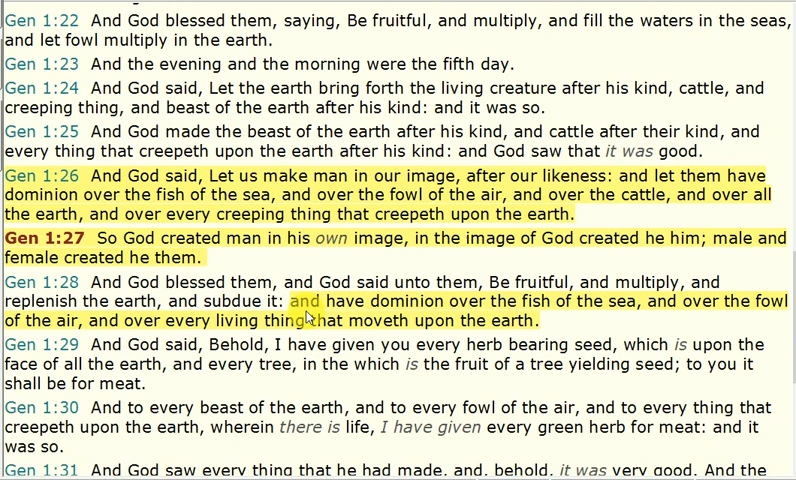 Gen 1:22 And God blessed them, saying, Be fruitful, and multiply, and fill the waters in the seas,
and let fowl multiply in the earth.
Gen 1:23 And the evening and the morning were the fifth day.
Gen 1:24 And God said, Let the earth bring forth the living creature after his kind, cattle, and
creeping thing, and beast of the earth after his kind: and it was so.
Gen 1:25 And God made the beast of the earth after his kind, and cattle after their kind, and
every thing that creepeth upon the earth after his kind: and God saw that it was good.
Gen 1:26 And God said, Let us make man in our image, after our likeness: and let them have
dominion over the fish of the sea, and over the fowl of the air, and over the cattle, and over all
the earth, and over every creeping thing that creepeth upon the earth.
Gen 1:27 So God created man in his own image, in the image of God created he him; male and
female created he them.
Gen 1:28 And God blessed them, and God said unto them, Be fruitful, and multiply, and
replenish the earth, and subdue it: and have dominion over the fish of the sea, and over the fowl
of the air, and over every living thing that moveth upon the earth.
Gen 1:29 And God said, Behold, I have given you every herb bearing seed, which is upon the
face of all the earth, and every tree, in the which is the fruit of a tree yielding seed; to you it
shall be for meat.
Gen 1:30 And to every beast of the earth, and to every fowl of the air, and to every thing that
creepeth upon the earth, wherein there is life, I have given every green herb for meat: and it
was so.
Gen 1:31 And God saw every thing that he had made, and, behold, it was very good. And the